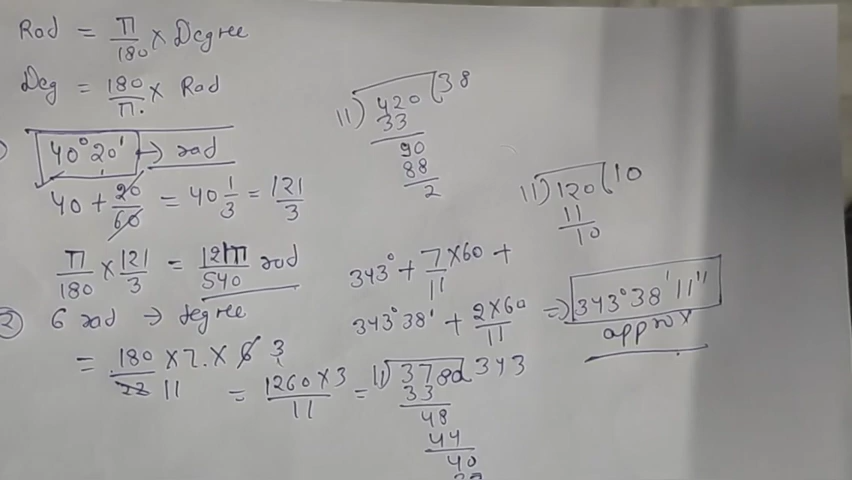 Rad = π/180 × Degree
Deg = 180/π. × Rad
40°20' → rad
40 + 20/60 = 40 1/3 = 121/3
π/180 × 121/3 = 121π/540 rad
② 6 rad → degree
= 180/22 × 7. × 6 3
11
= 1260×3/11 = 11) 3780 ( 343
33
48
44
40
11) 420 ( 38
33
90
88
2
343° + 7×60/11 +
343°38' + 2×60/11 => 343°38'11"
approx
11) 120 ( 10
11
10